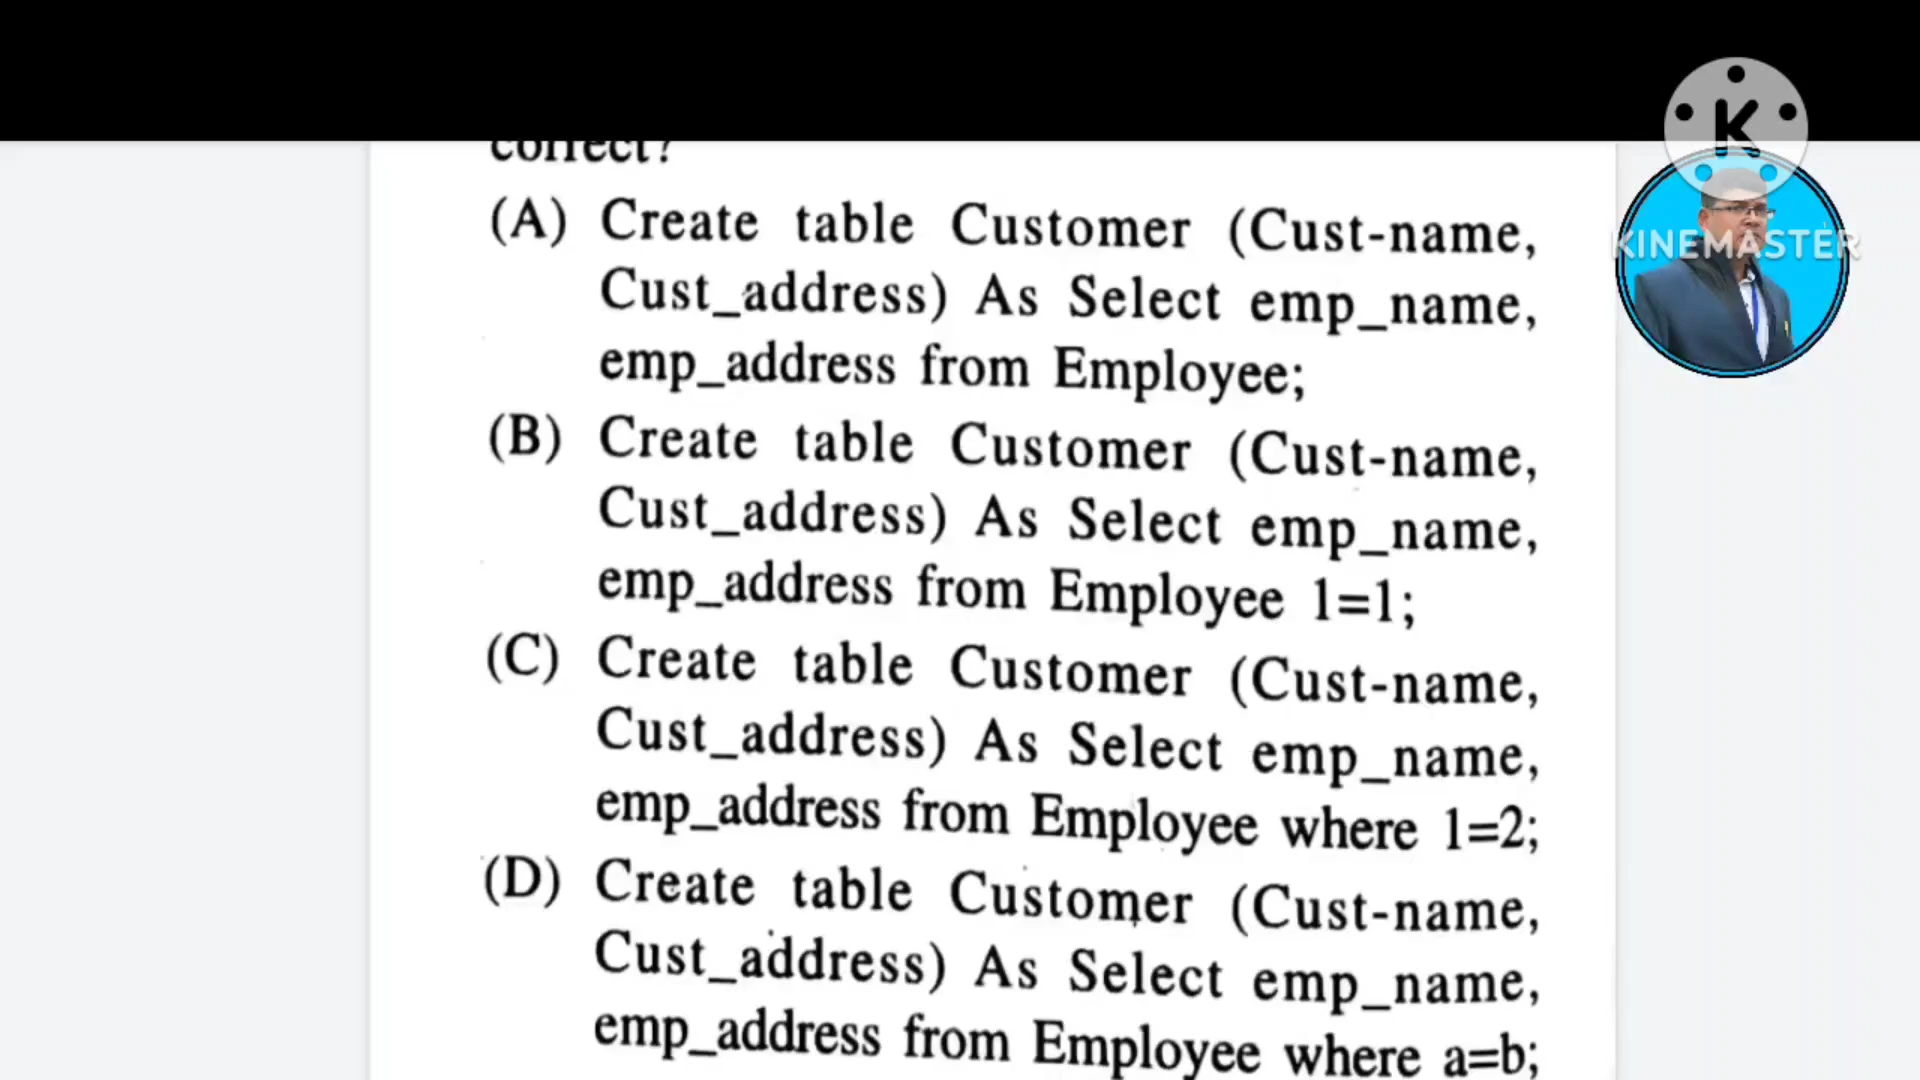 correct?
(A) Create table Customer (Cust-name,
Cust_address) As Select emp_name,
emp_address from Employee;
(B) Create table Customer (Cust-name,
Cust_address) As Select emp_name,
emp_address from Employee 1=1;
(C) Create table Customer (Cust-name,
Cust_address) As Select emp_name,
emp_address from Employee where 1=2;
(D) Create table Customer (Cust-name,
Cust_address) As Select emp_name,
emp_address from Employee where a=b;
K
KINEMASTER